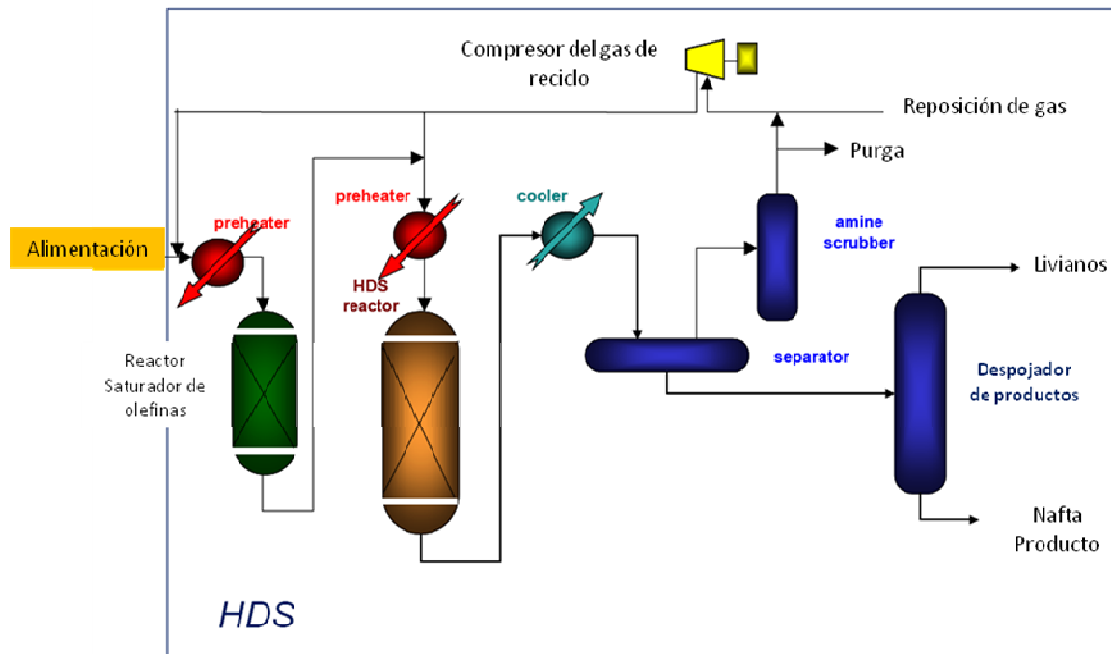 Compresor del gas de
reciclo
Reposición de gas
Purga
preheater
preheater
cooler
amine
scrubber
Alimentación
Livianos
HDS
reactor
Reactor
Saturador de
olefinas
separator
Despojador
de productos
Nafta
Producto
HDS